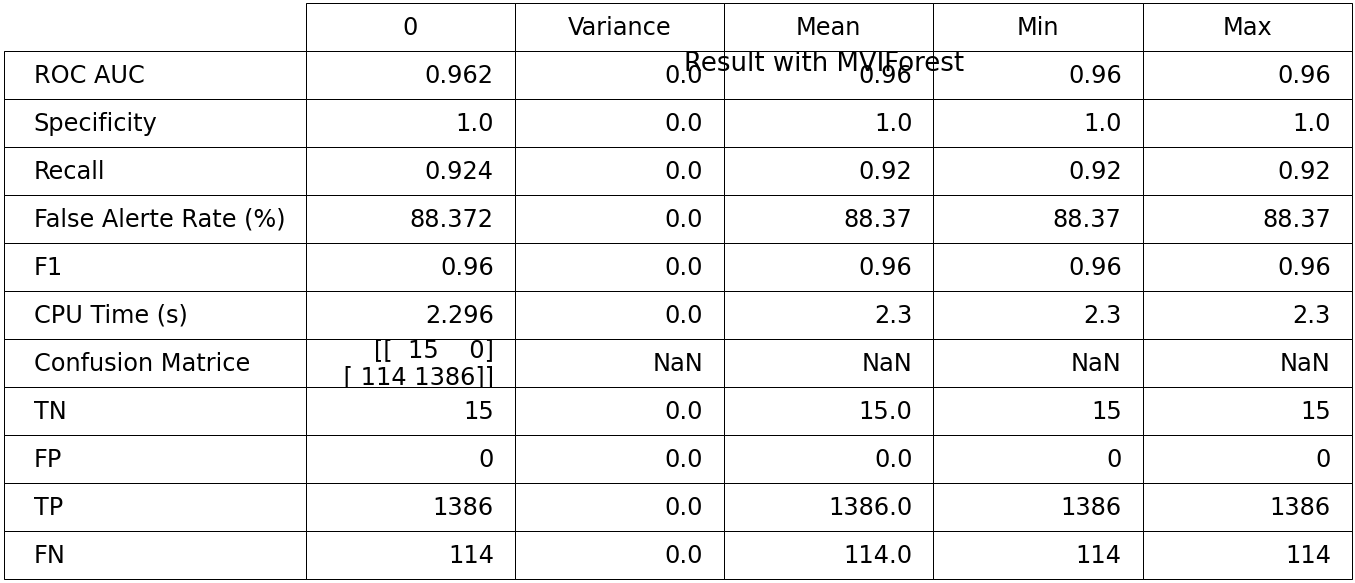 0 Variance Mean Min Max
Result with MVIForest
ROC AUC 0.962 0.0 0.96 0.96 0.96
Specificity 1.0 0.0 1.0 1.0 1.0
Recall 0.924 0.0 0.92 0.92 0.92
False Alerte Rate (%) 88.372 0.0 88.37 88.37 88.37
F1 0.96 0.0 0.96 0.96 0.96
CPU Time (s) 2.296 0.0 2.3 2.3 2.3
Confusion Matrice [[ 15 0]
[ 114 1386]] NaN NaN NaN NaN
TN 15 0.0 15.0 15 15
FP 0 0.0 0.0 0 0
TP 1386 0.0 1386.0 1386 1386
FN 114 0.0 114.0 114 114